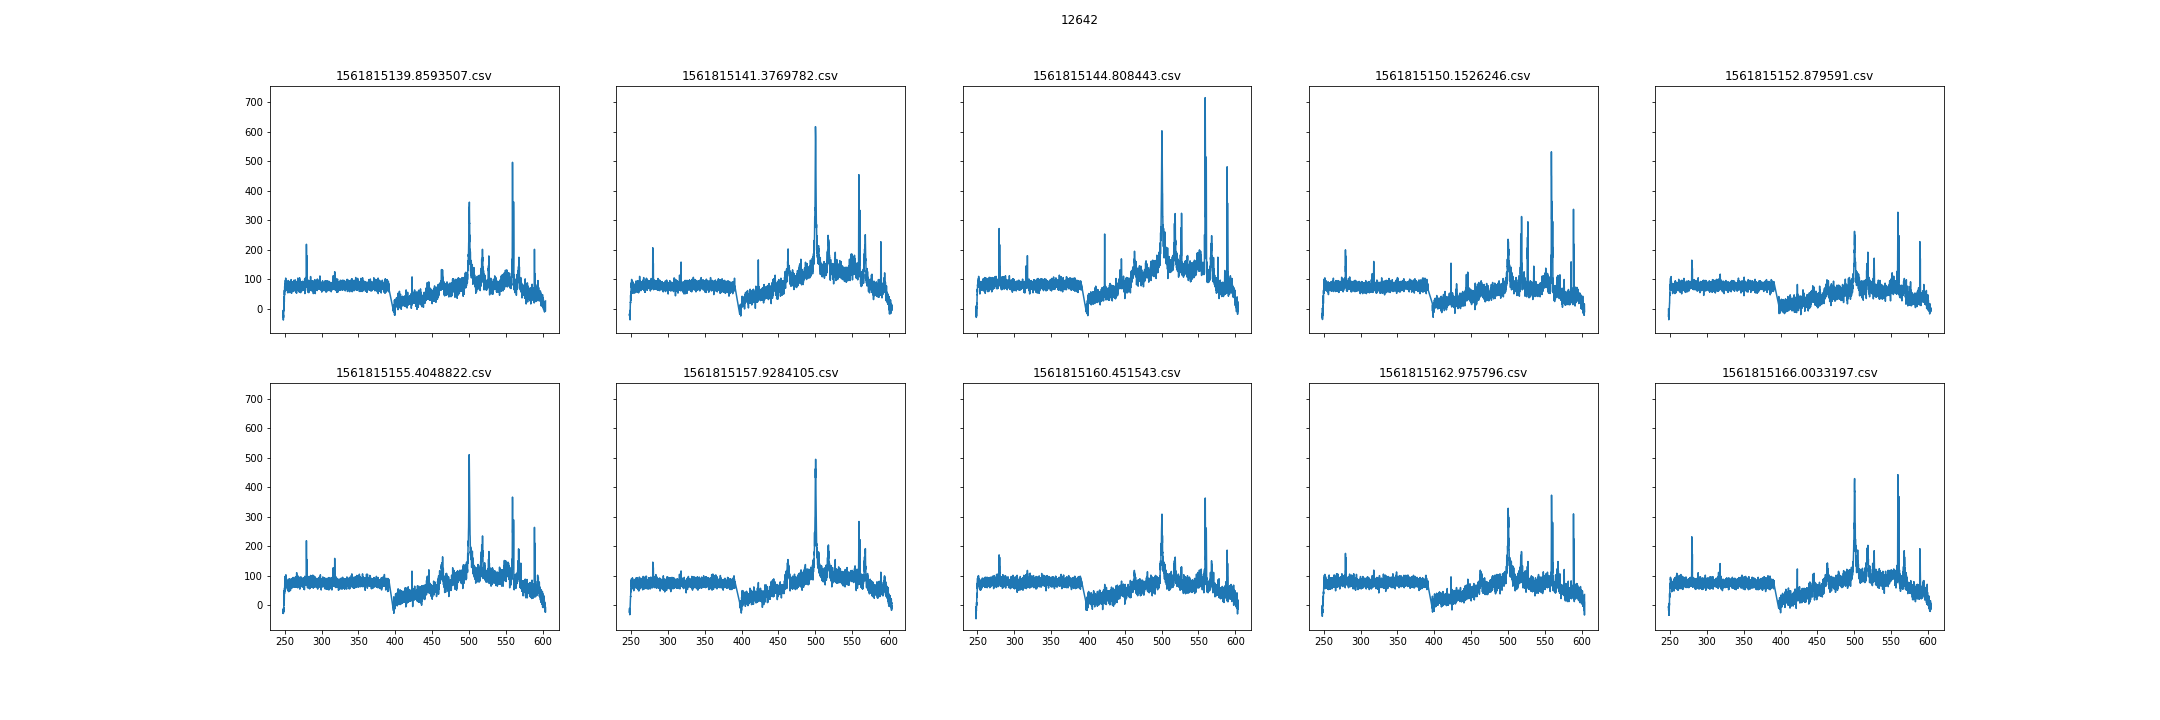 12642
1561815139.8593507.csv
1561815141.3769782.csv
1561815144.808443.csv
1561815150.1526246.csv
1561815152.879591.csv
700
600
500
400
300
200
100
0
1561815155.4048822.csv
1561815157.9284105.csv
1561815160.451543.csv
1561815162.975796.csv
1561815166.0033197.csv
700
600
500
400
300
200
100
0
250 300 350 400 450 500 550 600
250 300 350 400 450 500 550 600
250 300 350 400 450 500 550 600
250 300 350 400 450 500 550 600
250 300 350 400 450 500 550 600